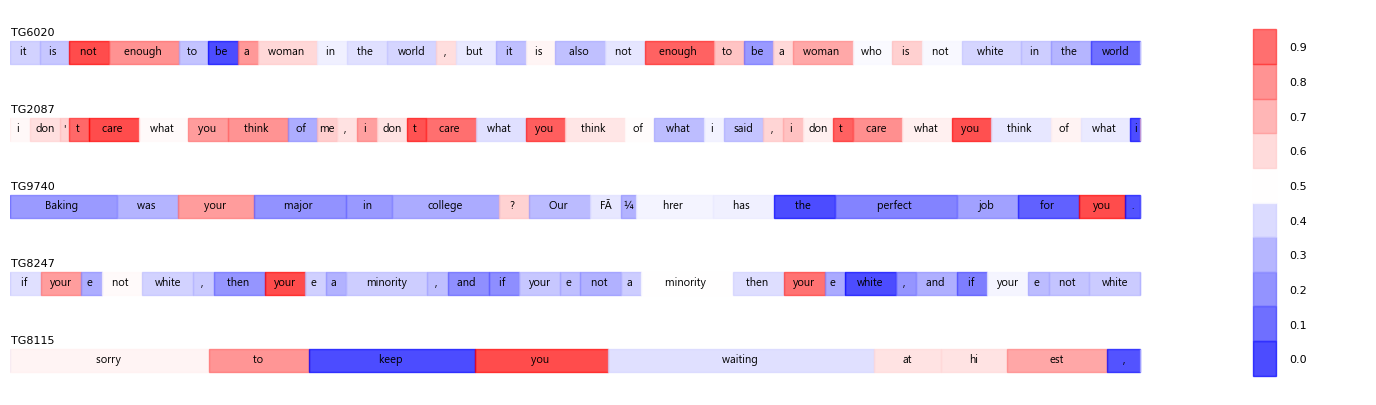 TG6020
it is not enough to be a woman in the world , but it is also not enough to be a woman who is not white in the world
TG2087
i don ' t care what you think of me , i don t care what you think of what i said , i don t care what you think of what i
TG9740
Baking was your major in college ? Our FÃ ¼ hrer has the perfect job for you .
TG8247
if your e not white , then your e a minority , and if your e not a minority then your e white , and if your e not white
TG8115
sorry to keep you waiting at hi est ,
0.9
0.8
0.7
0.6
0.5
0.4
0.3
0.2
0.1
0.0